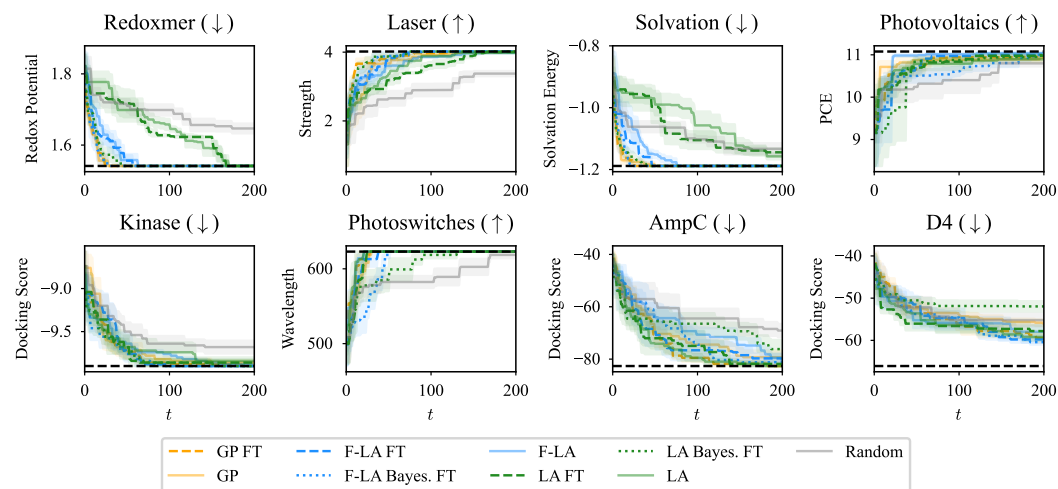 Redoxmer (↓)
Laser (↑)
Solvation (↓)
Photovoltaics (↑)
Redox Potential
1.8
1.6
0
100
200
Strength
4
2
0
100
200
Solvation Energy
−0.8
−1.0
−1.2
0
100
200
PCE
11
10
9
0
100
200
Kinase (↓)
Photoswitches (↑)
AmpC (↓)
D4 (↓)
Docking Score
−9.0
−9.5
0
100
200
t
Wavelength
600
500
0
100
200
t
Docking Score
−40
−60
−80
0
100
200
t
Docking Score
−40
−50
−60
0
100
200
t
GP FT
F-LA FT
F-LA
LA Bayes. FT
Random
GP
F-LA Bayes. FT
LA FT
LA